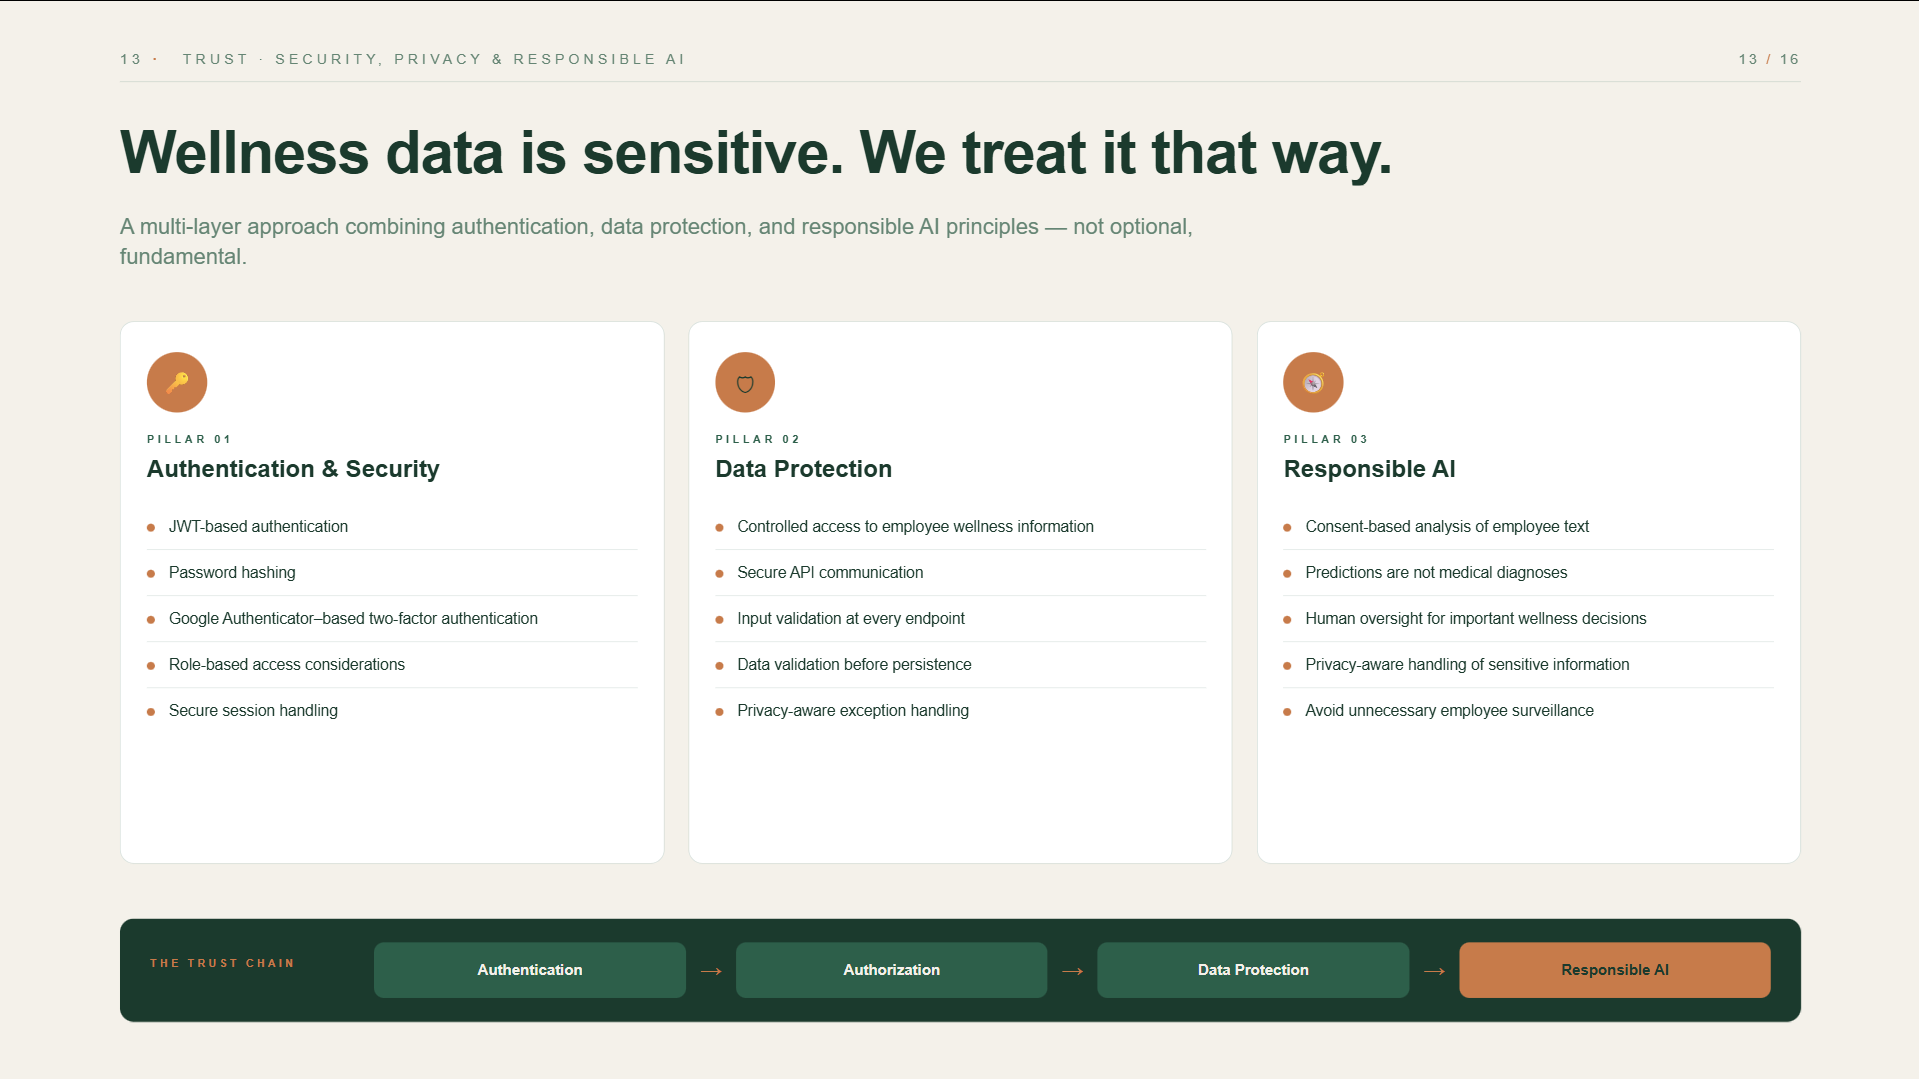 13 · TRUST · SECURITY, PRIVACY & RESPONSIBLE AI
13 / 16
Wellness data is sensitive. We treat it that way.
A multi-layer approach combining authentication, data protection, and responsible AI principles — not optional,
fundamental.
PILLAR 01
Authentication & Security
JWT-based authentication
Password hashing
Google Authenticator–based two-factor authentication
Role-based access considerations
Secure session handling
PILLAR 02
Data Protection
Controlled access to employee wellness information
Secure API communication
Input validation at every endpoint
Data validation before persistence
Privacy-aware exception handling
PILLAR 03
Responsible AI
Consent-based analysis of employee text
Predictions are not medical diagnoses
Human oversight for important wellness decisions
Privacy-aware handling of sensitive information
Avoid unnecessary employee surveillance
THE TRUST CHAIN
Authentication
→
Authorization
→
Data Protection
→
Responsible AI